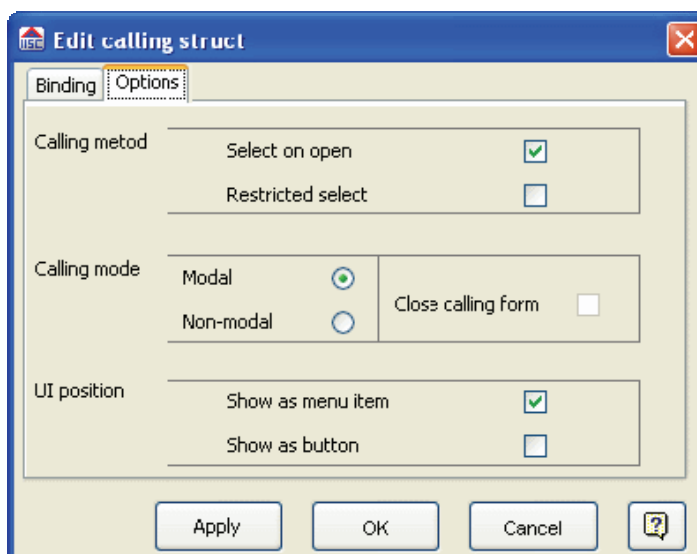 Edit calling struct
Binding Options
Calling metod
Select on open
Restricted select
Calling mode
Modal
Non-modal
Close calling form
UI position
Show as menu item
Show as button
Apply OK Cancel ?